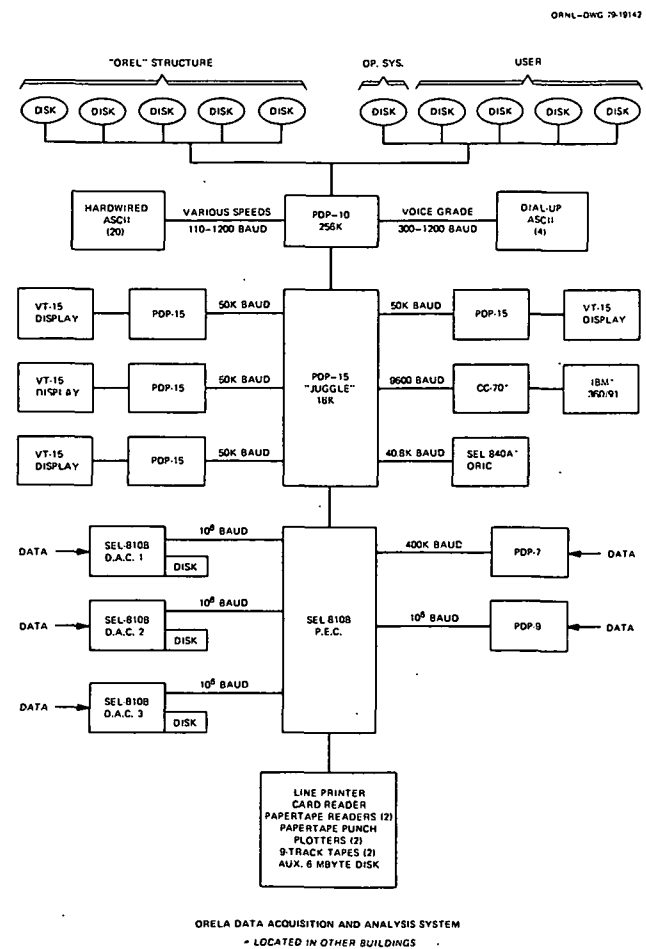 ORNL-DWG 79-19142
"OREL" STRUCTURE OP. SYS. USER
DISK DISK DISK DISK DISK DISK DISK DISK DISK DISK
HARDWIRED
ASCII
(20)
VARIOUS SPEEDS
110-1200 BAUD
PDP-10
256K
VOICE GRADE
300-1200 BAUD
DIAL-UP
ASCII
(4)
VT-15
DISPLAY
PDP-15
50K BAUD
50K BAUD
PDP-15
VT-15
DISPLAY
VT-15
DISPLAY
PDP-15
50K BAUD
PDP-15
"JUGGLE"
18K
9600 BAUD
CC-70*
IBM*
360/91
VT-15
DISPLAY
PDP-15
50K BAUD
40.8K BAUD
SEL 840A*
ORIC
DATA
SEL-810B
D.A.C. 1
DISK
10⁶ BAUD
400K BAUD
PDP-7
DATA
DATA
SEL-810B
D.A.C. 2
DISK
10⁶ BAUD
SEL 810B
P.E.C.
10⁶ BAUD
PDP-9
DATA
DATA
SEL-810B
D.A.C. 3
DISK
10⁶ BAUD
LINE PRINTER
CARD READER
PAPERTAPE READERS (2)
PAPERTAPE PUNCH
PLOTTERS (2)
9-TRACK TAPES (2)
AUX. 6 MBYTE DISK
ORELA DATA ACQUISITION AND ANALYSIS SYSTEM
* LOCATED IN OTHER BUILDINGS